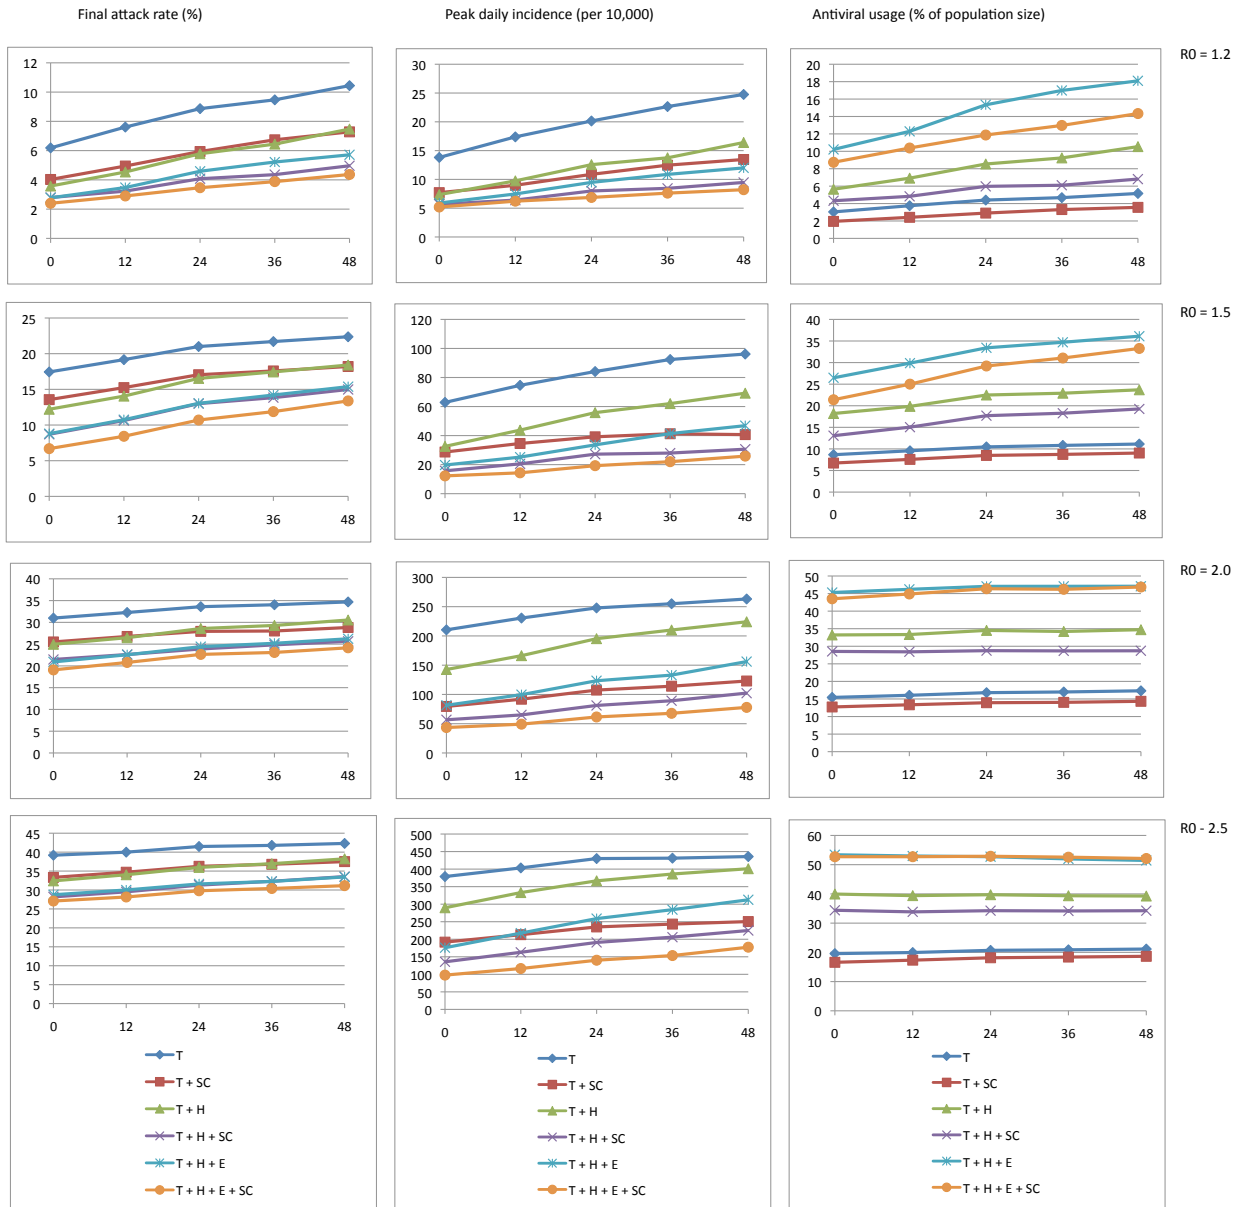 Final attack rate (%)
Peak daily incidence (per 10,000)
Antiviral usage (% of population size)
R0 = 1.2
12
10
8
6
4
2
0
0 12 24 36 48
30
25
20
15
10
5
0
0 12 24 36 48
20
18
16
14
12
10
8
6
4
2
0
0 12 24 36 48
R0 = 1.5
25
20
15
10
5
0
0 12 24 36 48
120
100
80
60
40
20
0
0 12 24 36 48
40
35
30
25
20
15
10
5
0
0 12 24 36 48
R0 = 2.0
40
35
30
25
20
15
10
5
0
0 12 24 36 48
300
250
200
150
100
50
0
0 12 24 36 48
50
45
40
35
30
25
20
15
10
5
0
0 12 24 36 48
R0 - 2.5
45
40
35
30
25
20
15
10
5
0
0 12 24 36 48
T
T + SC
T + H
T + H + SC
T + H + E
T + H + E + SC
500
450
400
350
300
250
200
150
100
50
0
0 12 24 36 48
T
T + SC
T + H
T + H + SC
T + H + E
T + H + E + SC
60
50
40
30
20
10
0
0 12 24 36 48
T
T + SC
T + H
T + H + SC
T + H + E
T + H + E + SC